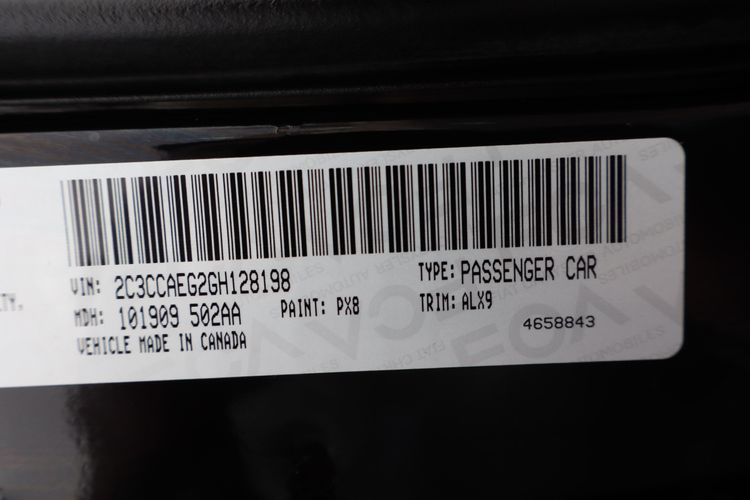 VIN: 2C3CCAEG2GH128198 TYPE: PASSENGER CAR
MDH: 101909 502AA PAINT: PX8 TRIM: ALX9
VEHICLE MADE IN CANADA 4658843